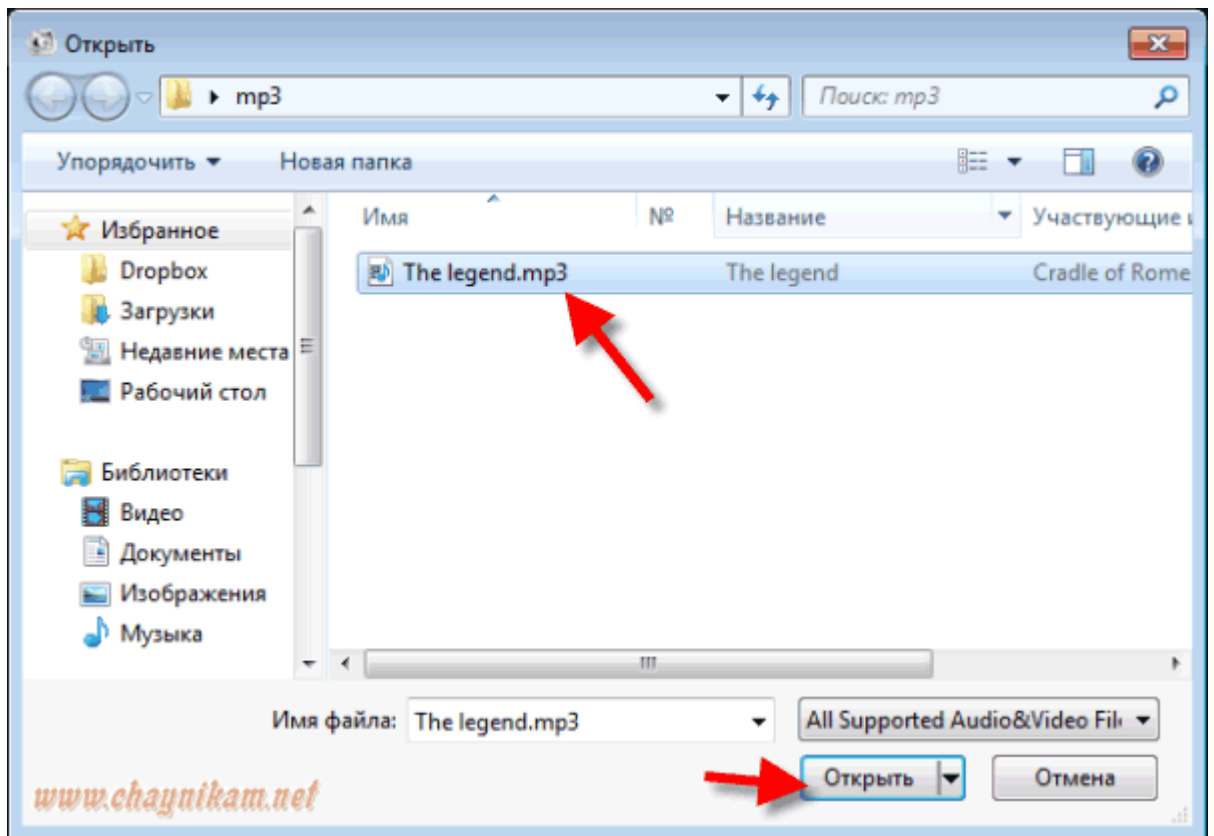 Открыть
mp3
Поиск: mp3
Упорядочить Новая папка
Имя № Название Участвующие и
The legend.mp3 The legend Cradle of Rome
Избранное
Dropbox
Загрузки
Недавние места
Рабочий стол
Библиотеки
Видео
Документы
Изображения
Музыка
Имя файла: The legend.mp3 All Supported Audio&Video Fil
Открыть Отмена
www.chaynikam.net